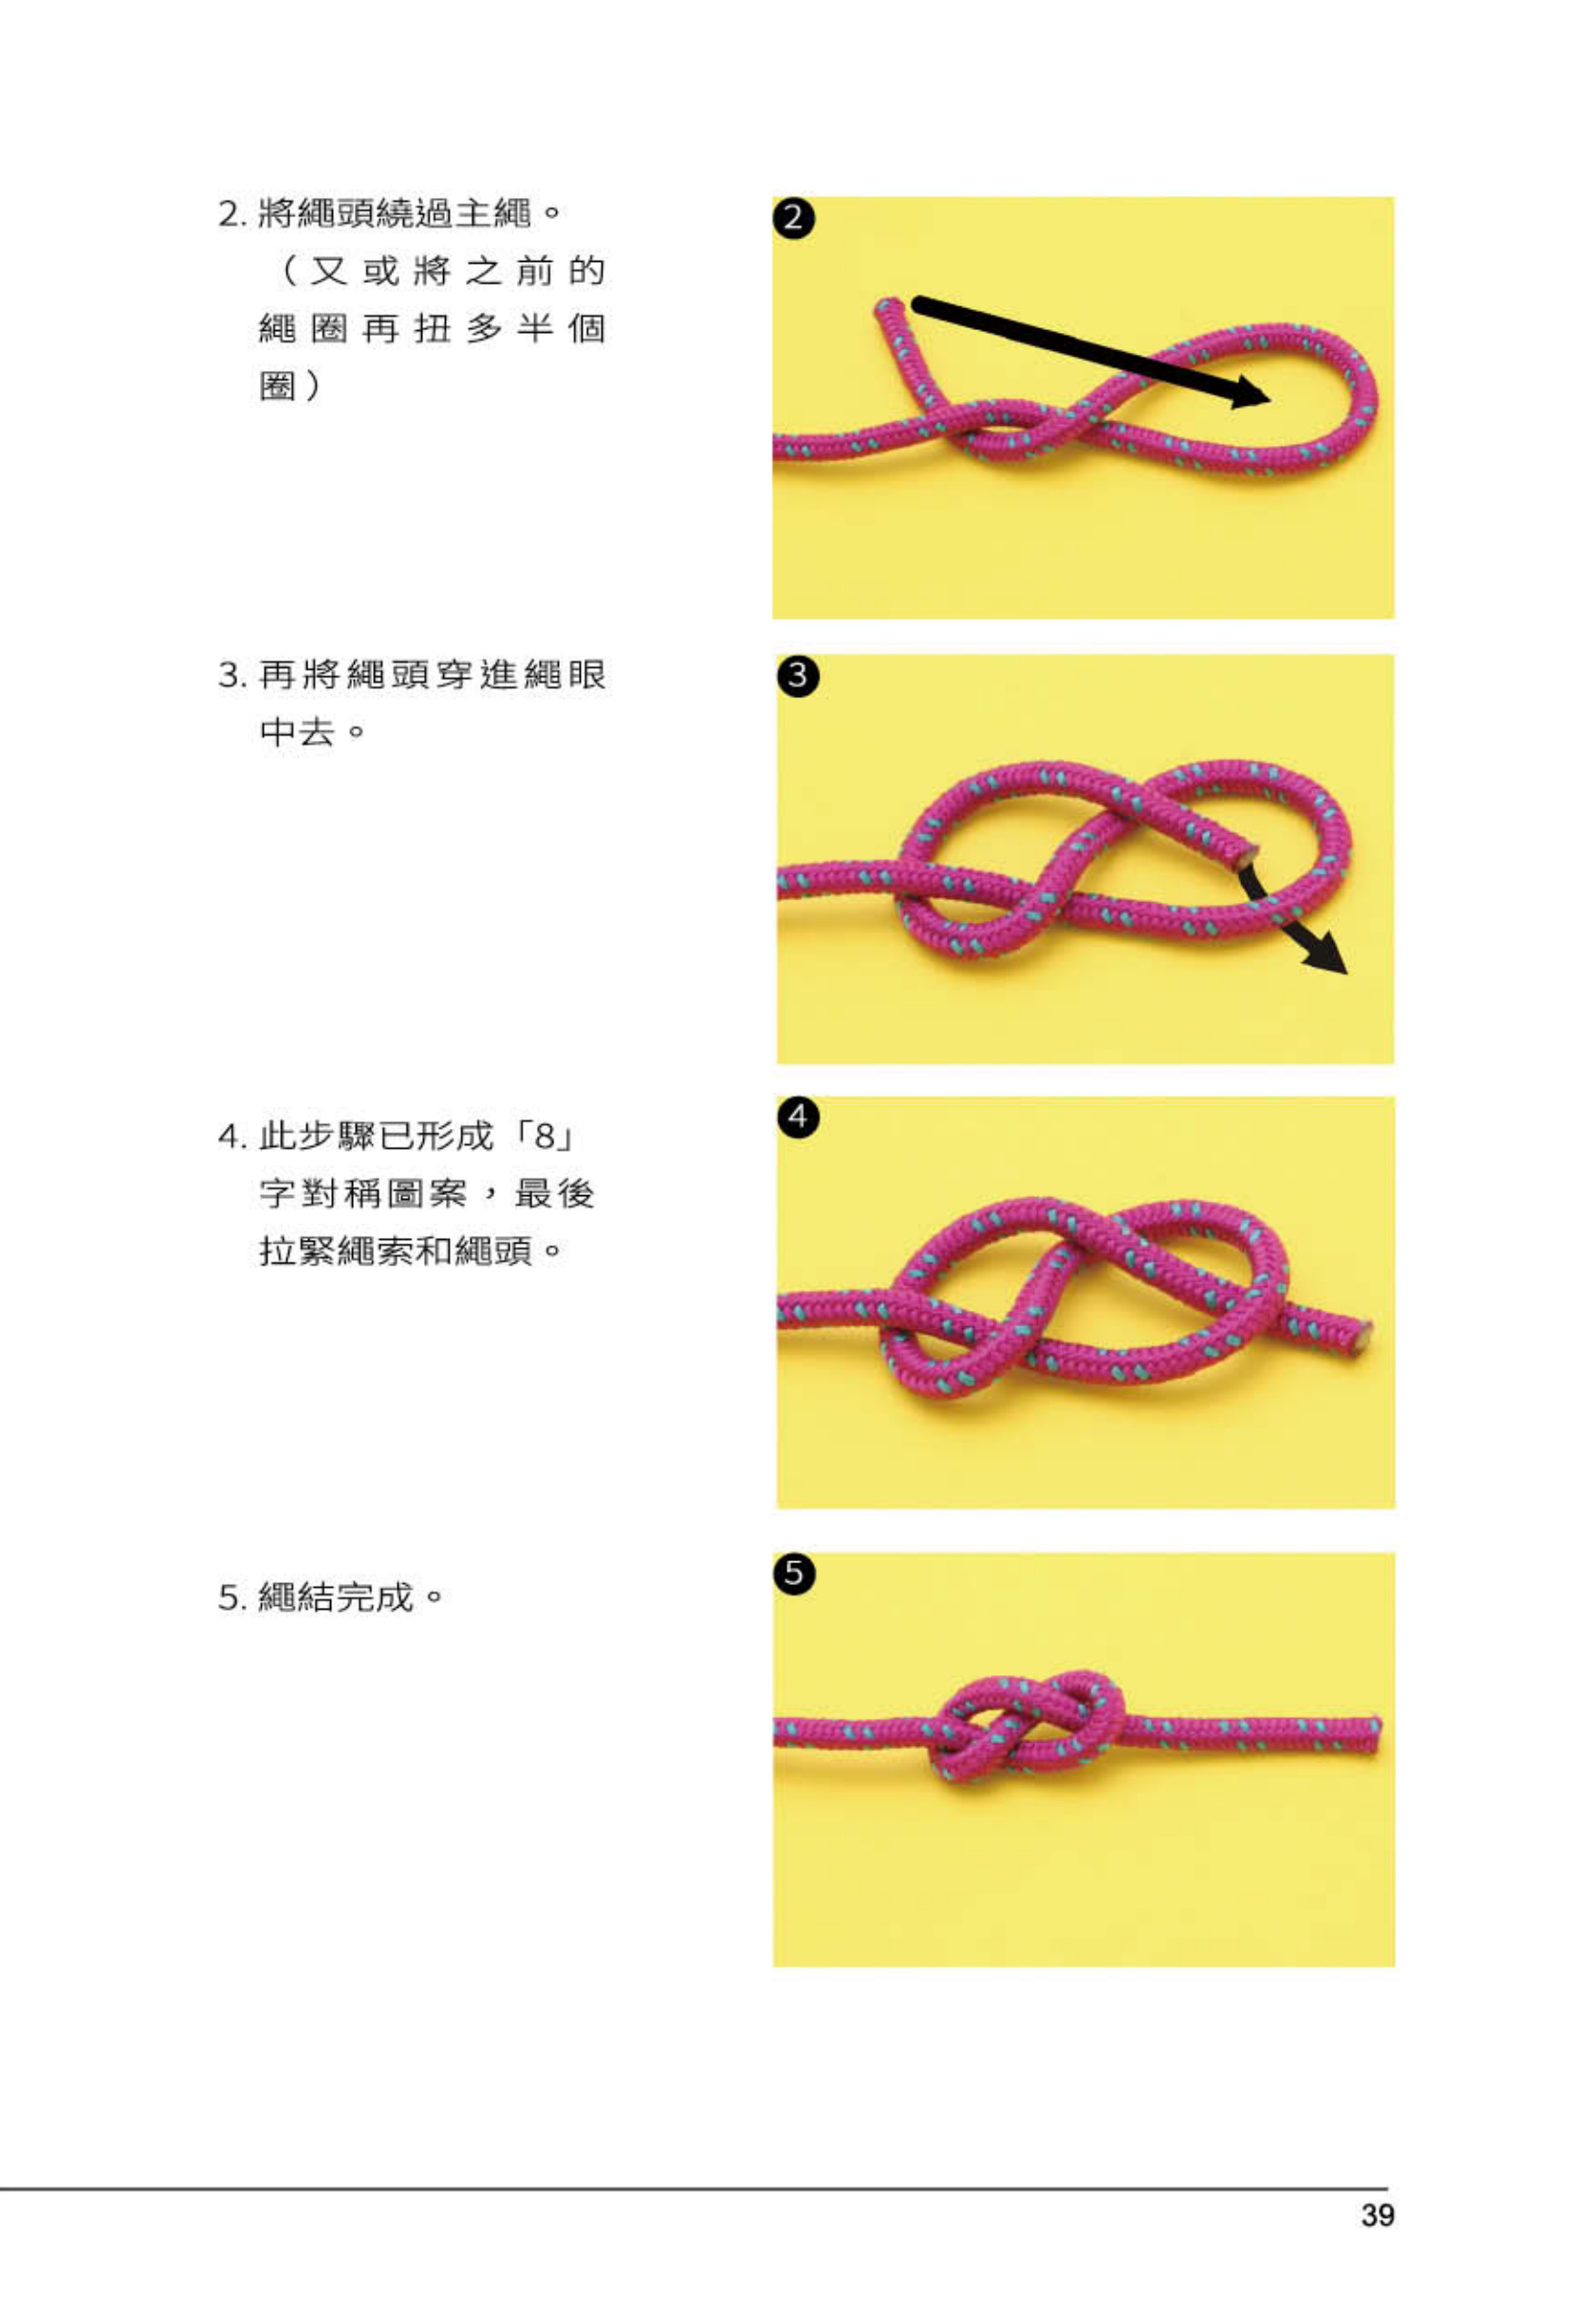 2. 將繩頭繞過主繩。
（又或將之前的
繩圈再扭多半個
圈）
2
3. 再將繩頭穿進繩眼
中去。
3
4. 此步驟已形成「8」
字對稱圖案，最後
拉緊繩索和繩頭。
4
5. 繩結完成。
5
39